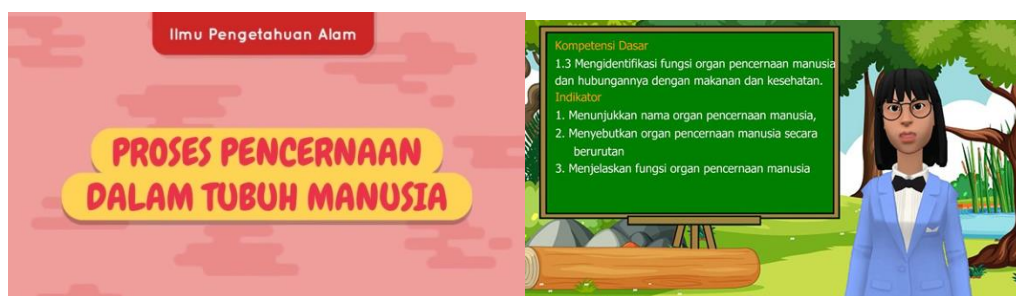 Ilmu Pengetahuan Alam
PROSES PENCERNAAN
DALAM TUBUH MANUSIA
Kompetensi Dasar
1.3 Mengidentifikasi fungsi organ pencernaan manusia
dan hubungannya dengan makanan dan kesehatan.
Indikator
1. Menunjukkan nama organ pencernaan manusia,
2. Menyebutkan organ pencernaan manusia secara
berurutan
3. Menjelaskan fungsi organ pencernaan manusia